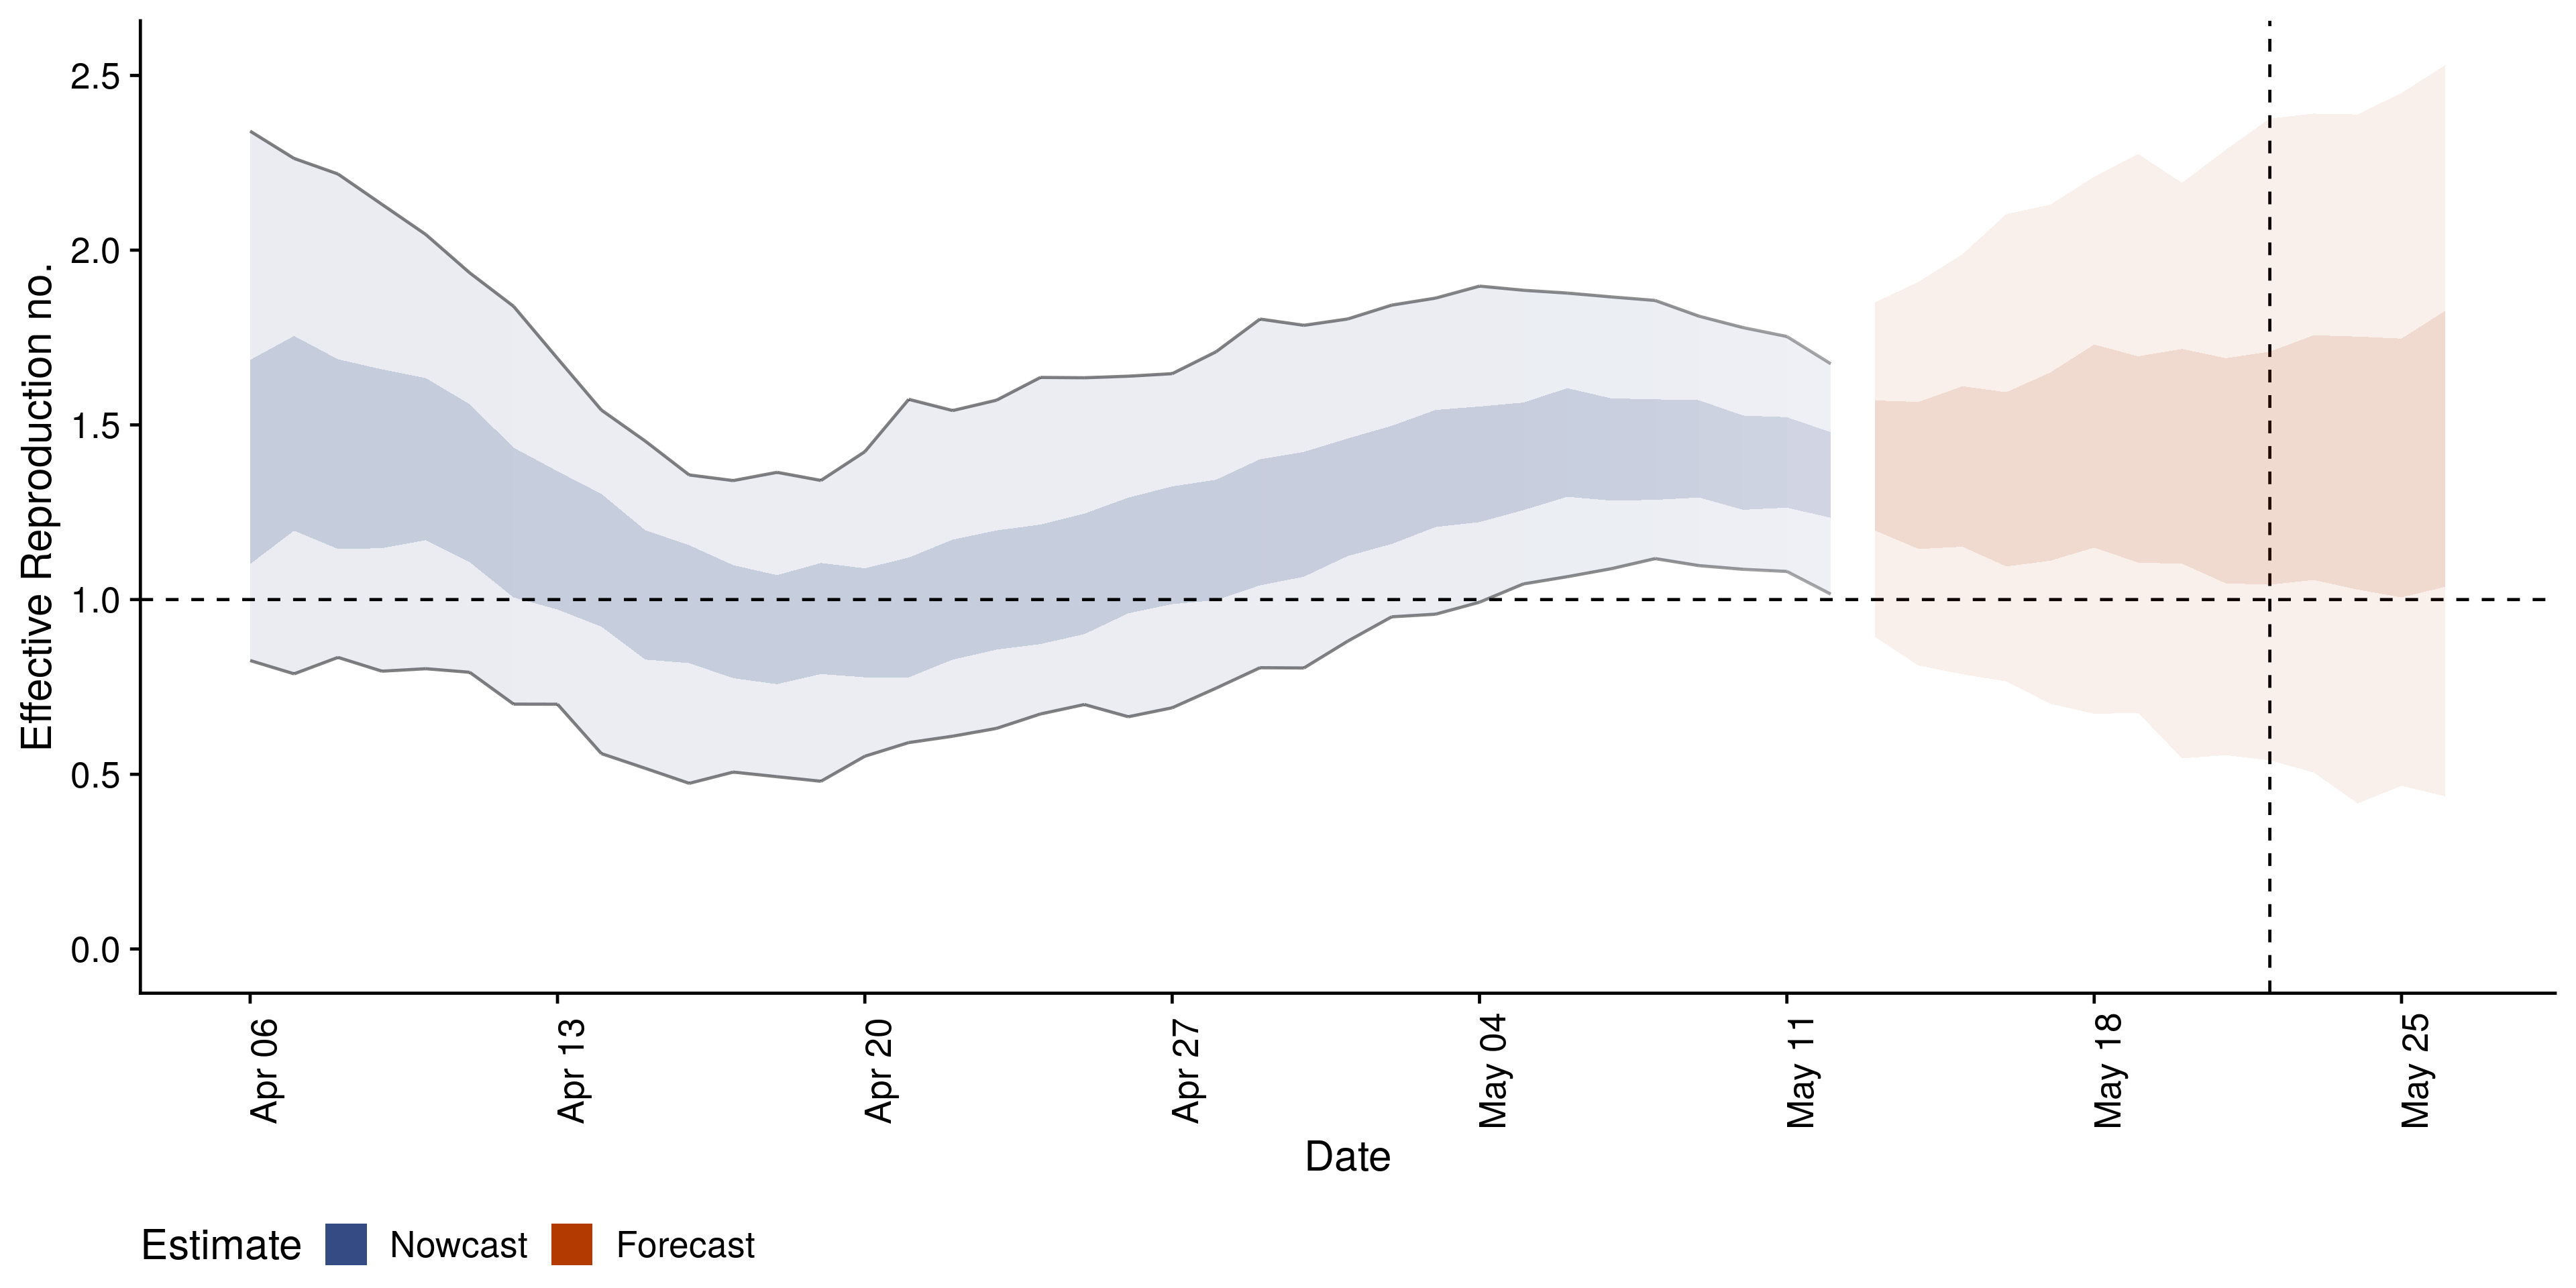 Effective Reproduction no.
2.5
2.0
1.5
1.0
0.5
0.0
Apr 06
Apr 13
Apr 20
Apr 27
May 04
May 11
May 18
May 25
Date
Estimate Nowcast Forecast